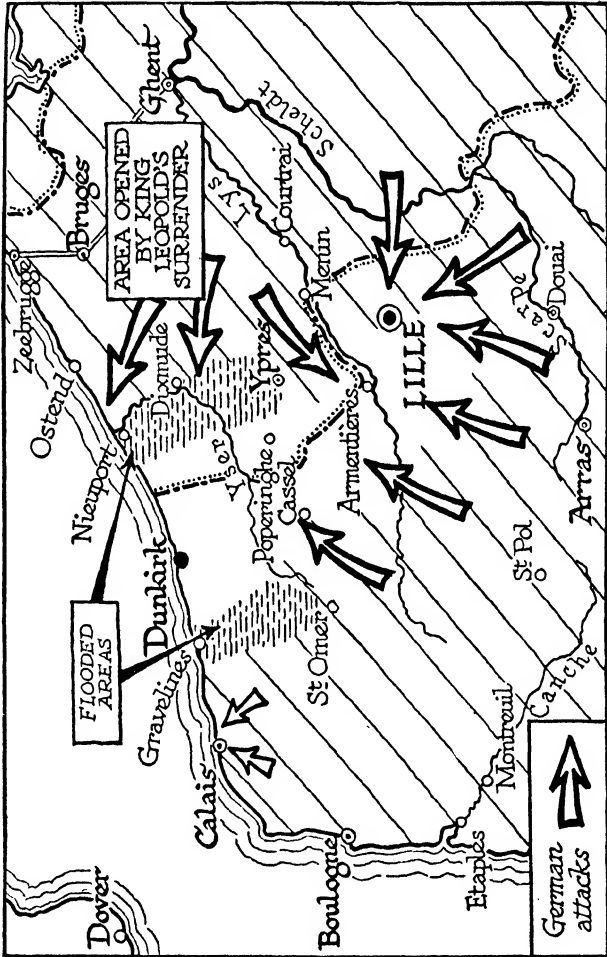 Dover
Zeebrugge
Ostend
Bruges
Ghent
Nieuport
AREA OPENED
BY KING
LEOPOLD'S
SURRENDER
FLOODED
AREAS
Dunkirk
Dixmude
Gravelines
Yser
Ypres
Calais
Poperinghe
Cassel
Lys
Courtrai
Menin
Scheldt
St Omer
Armentières
Boulogne
LILLE
Etaples
Montreuil
St Pol
Canche
Arras
Scarpe
Douai
German
attacks